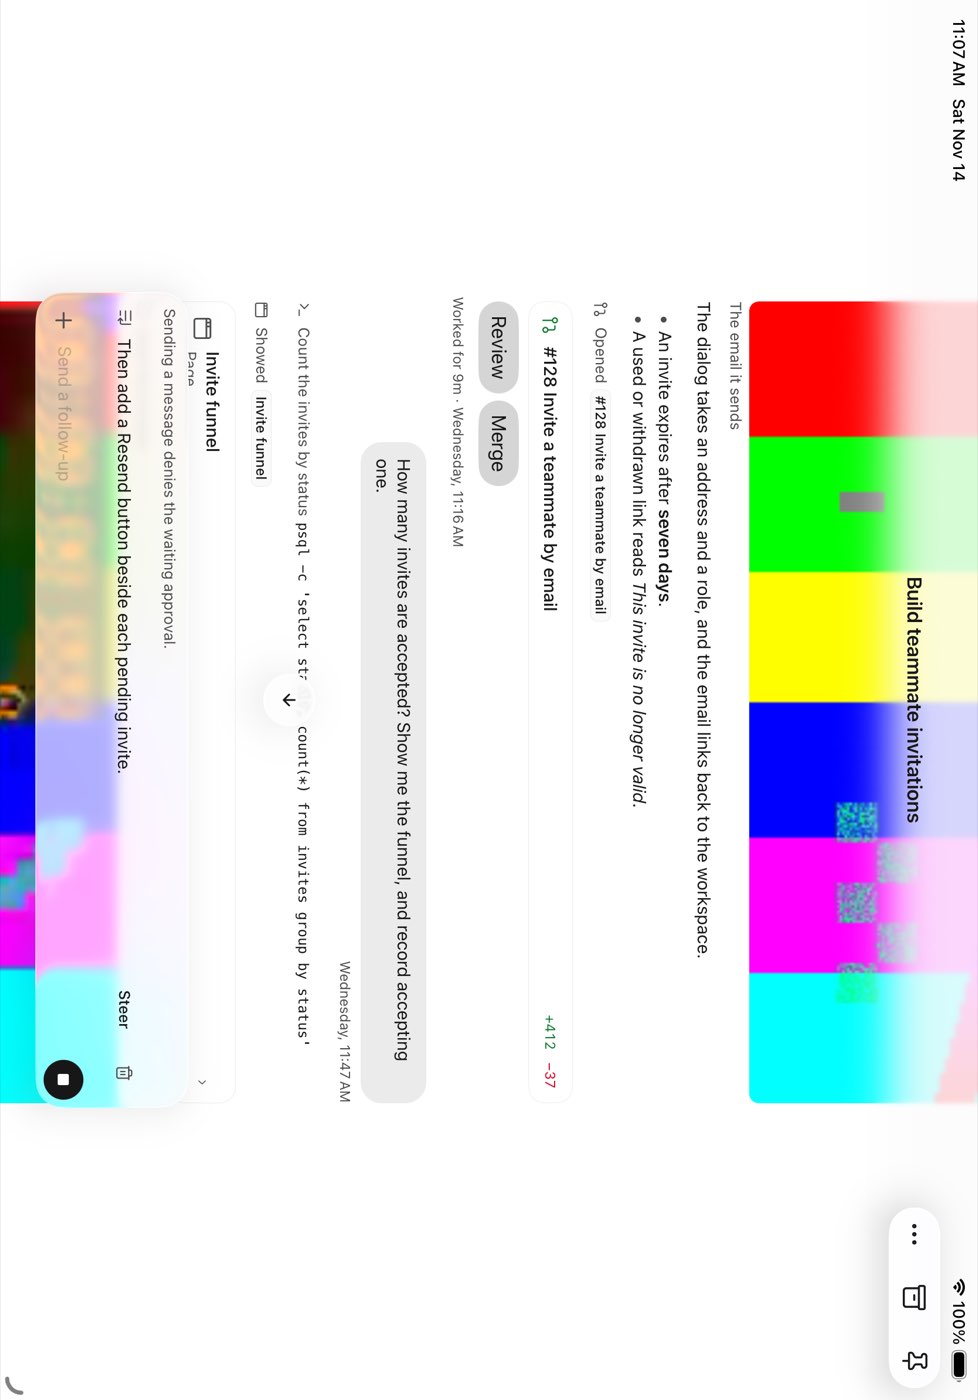 11:07 AM Sat Nov 14
100%
Build teammate invitations
The email it sends
The dialog takes an address and a role, and the email links back to the workspace.
• An invite expires after seven days.
• A used or withdrawn link reads This invite is no longer valid.
Opened #128 Invite a teammate by email
#128 Invite a teammate by email +412 −37
Review Merge
Worked for 9m · Wednesday, 11:16 AM
How many invites are accepted? Show me the funnel, and record accepting
one.
Wednesday, 11:47 AM
Count the invites by status psql -c 'select count(*) from invites group by status'
Showed Invite funnel
Invite funnel
Page
Sending a message denies the waiting approval.
Then add a Resend button beside each pending invite. Steer
Send a follow-up